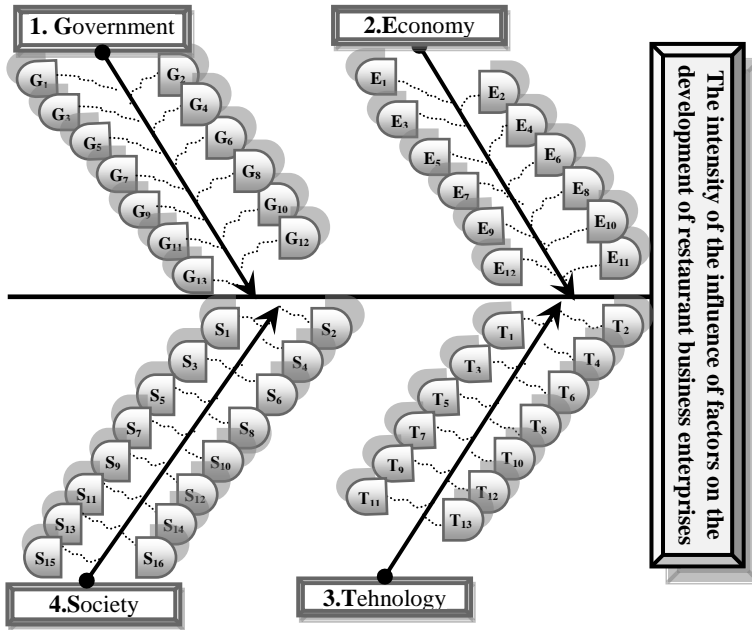 1. Government
2.Economy
G₁
G₂
G₃
G₄
G₅
G₆
G₇
G₈
G₉
G₁₀
G₁₁
G₁₂
G₁₃
E₁
E₂
E₃
E₄
E₅
E₆
E₇
E₈
E₉
E₁₀
E₁₂
E₁₁
The intensity of the influence of factors on the
development of restaurant business enterprises
S₁
S₂
S₃
S₄
S₅
S₆
S₇
S₈
S₉
S₁₀
S₁₁
S₁₂
S₁₃
S₁₄
S₁₅
S₁₆
T₁
T₂
T₃
T₄
T₅
T₆
T₇
T₈
T₉
T₁₀
T₁₁
T₁₂
T₁₃
4.Society
3.Tehnology